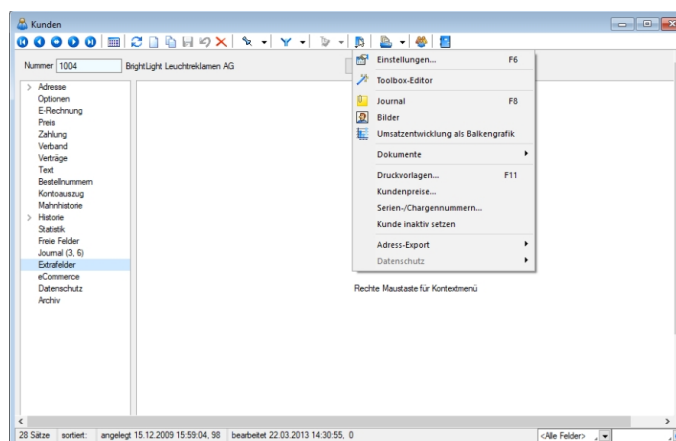 Kunden
Nummer 1004 BrightLight Leuchtreklamen AG
Adresse
Optionen
E-Rechnung
Preis
Zahlung
Verband
Verträge
Text
Bestellnummern
Kontoauszug
Mahnhistorie
Historie
Statistik
Freie Felder
Journal (3, 6)
Extrafelder
eCommerce
Datenschutz
Archiv
Einstellungen... F6
Toolbox-Editor
Journal F8
Bilder
Umsatzentwicklung als Balkengrafik
Dokumente
Druckvorlagen... F11
Kundenpreise...
Serien-/Chargennummern...
Kunde inaktiv setzen
Adress-Export
Datenschutz
Rechte Maustaste für Kontextmenü
28 Sätze sortiert: angelegt 15.12.2009 15:59:04, 98 bearbeitet 22.03.2013 14:30:55, 0 <Alle Felder>